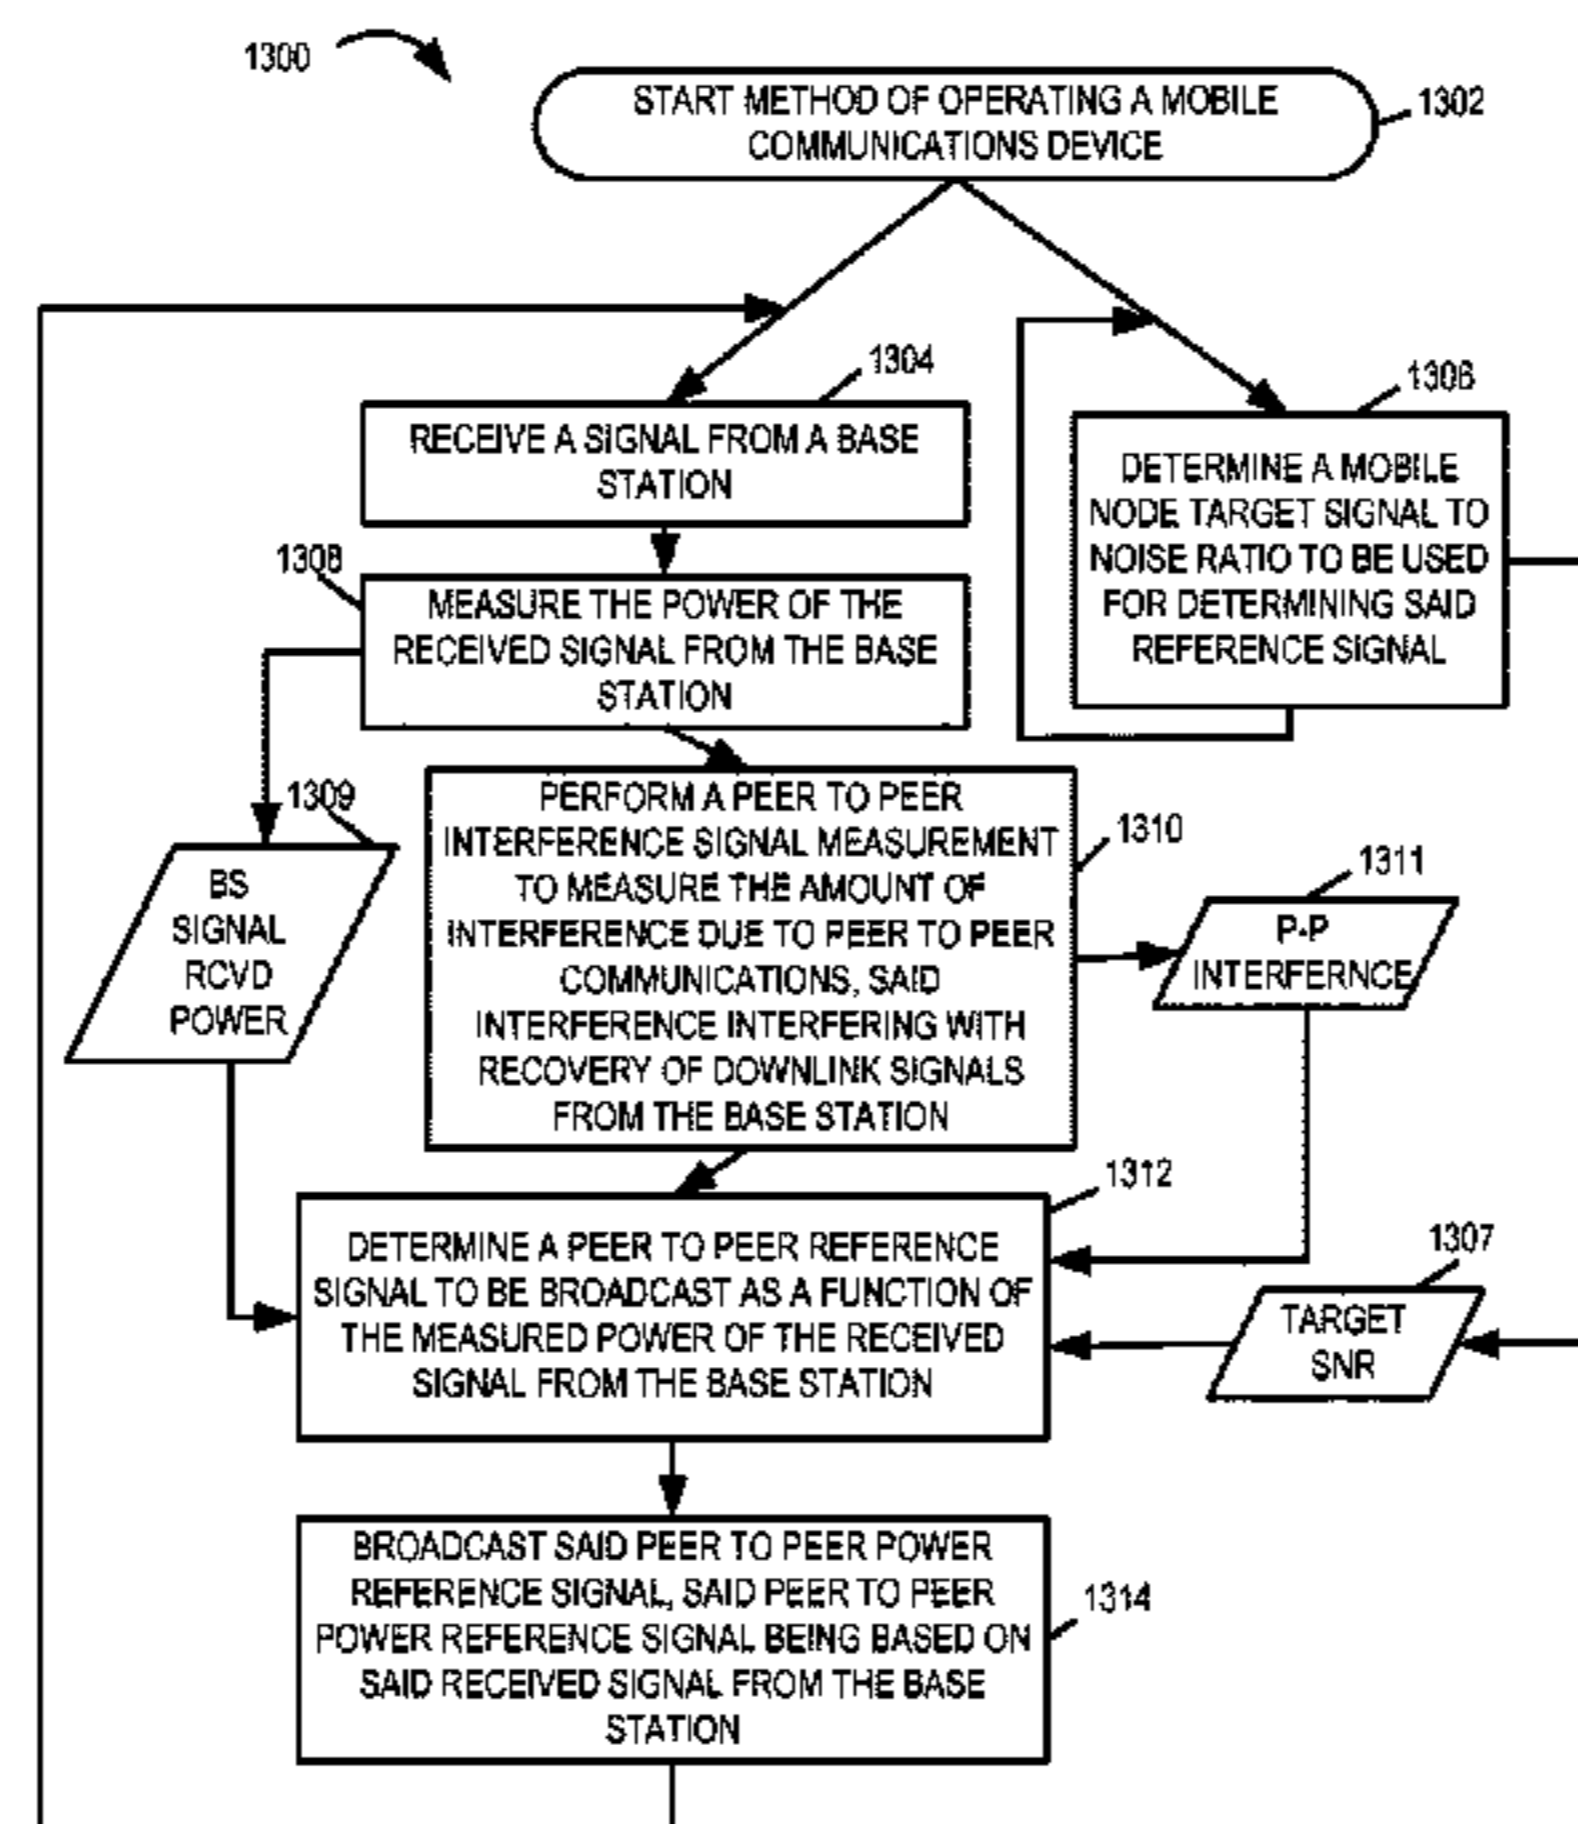 1300
START METHOD OF OPERATING A MOBILE
COMMUNICATIONS DEVICE
1302
1304
RECEIVE A SIGNAL FROM A BASE
STATION
1306
DETERMINE A MOBILE
NODE TARGET SIGNAL TO
NOISE RATIO TO BE USED
FOR DETERMINING SAID
REFERENCE SIGNAL
1308
MEASURE THE POWER OF THE
RECEIVED SIGNAL FROM THE BASE
STATION
1309
BS
SIGNAL
RCVD
POWER
PERFORM A PEER TO PEER
INTERFERENCE SIGNAL MEASUREMENT
TO MEASURE THE AMOUNT OF
INTERFERENCE DUE TO PEER TO PEER
COMMUNICATIONS, SAID
INTERFERENCE INTERFERING WITH
RECOVERY OF DOWNLINK SIGNALS
FROM THE BASE STATION
1310
1311
P-P
INTERFERNCE
1312
DETERMINE A PEER TO PEER REFERENCE
SIGNAL TO BE BROADCAST AS A FUNCTION OF
THE MEASURED POWER OF THE RECEIVED
SIGNAL FROM THE BASE STATION
1307
TARGET
SNR
BROADCAST SAID PEER TO PEER POWER
REFERENCE SIGNAL, SAID PEER TO PEER
POWER REFERENCE SIGNAL BEING BASED ON
SAID RECEIVED SIGNAL FROM THE BASE
STATION
1314